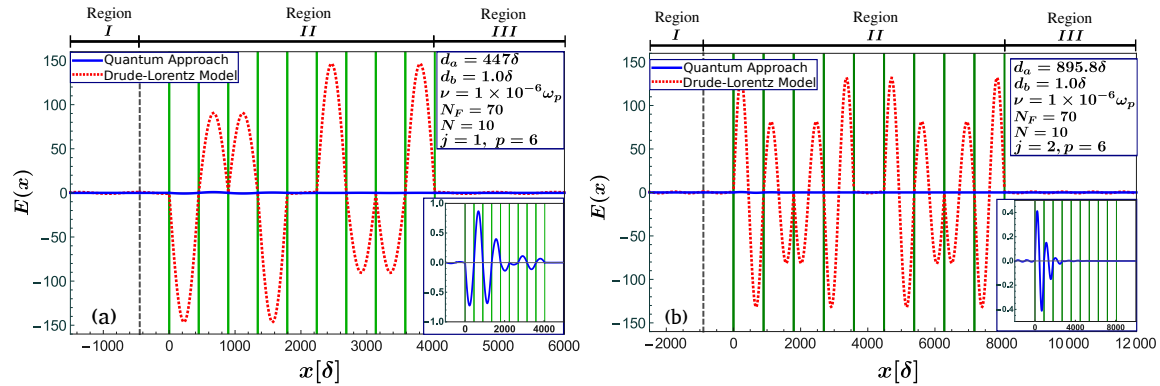 Region Region Region
I II III
Quantum Approach
Drude-Lorentz Model
d_a = 447δ
d_b = 1.0δ
ν = 1 × 10^{-6}ω_p
N_F = 70
N = 10
j = 1, p = 6
E(x)
150
100
50
0
−50
−100
−150
(a)
1.0
0.5
0.0
−0.5
−1.0
0 2000 4000
−1000 0 1000 2000 3000 4000 5000 6000
x[δ]
Region Region Region
I II III
Quantum Approach
Drude-Lorentz Model
d_a = 895.8δ
d_b = 1.0δ
ν = 1 × 10^{-6}ω_p
N_F = 70
N = 10
j = 2, p = 6
E(x)
150
100
50
0
−50
−100
−150
(b)
0.4
0.2
0.0
−0.2
−0.4
0 4000 8000
−2000 0 2000 4000 6000 8000 10000 12000
x[δ]